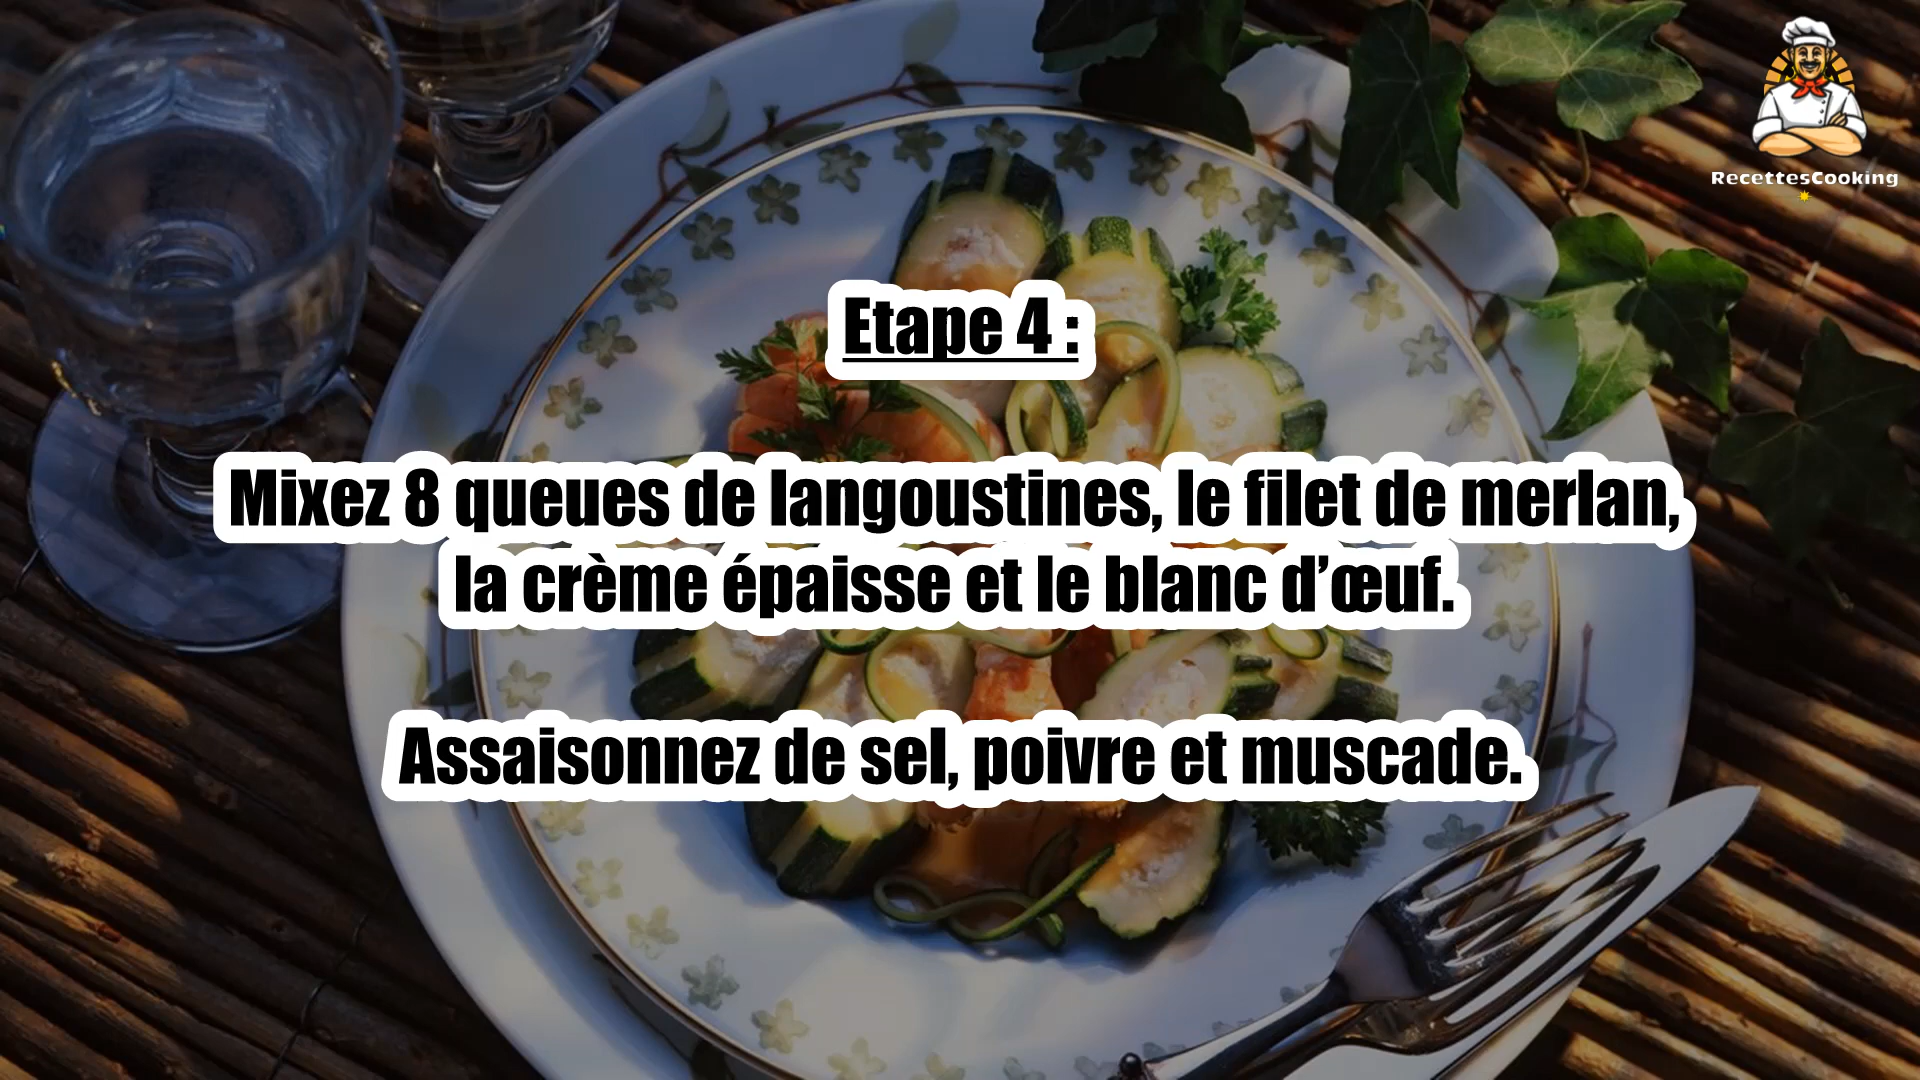 RecettesCooking
Etape 4 :
Mixez 8 queues de langoustines, le filet de merlan,
la crème épaisse et le blanc d’œuf.
Assaisonnez de sel, poivre et muscade.